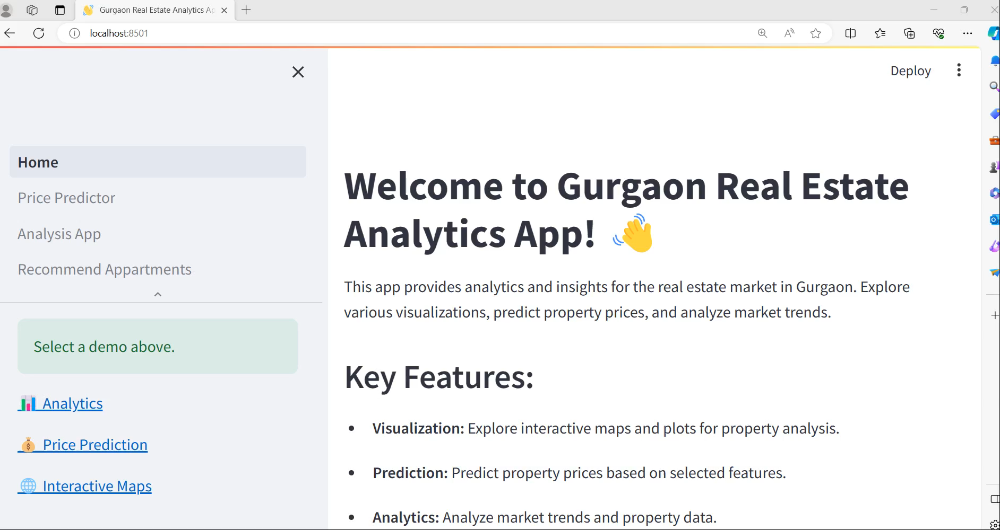 Gurgaon Real Estate Analytics Ap
localhost:8501
Deploy
Home
Price Predictor
Analysis App
Recommend Appartments
Select a demo above.
📊 Analytics
💰 Price Prediction
🌐 Interactive Maps
Welcome to Gurgaon Real Estate
Analytics App! 👋
This app provides analytics and insights for the real estate market in Gurgaon. Explore
various visualizations, predict property prices, and analyze market trends.
Key Features:
• Visualization: Explore interactive maps and plots for property analysis.
• Prediction: Predict property prices based on selected features.
• Analytics: Analyze market trends and property data.